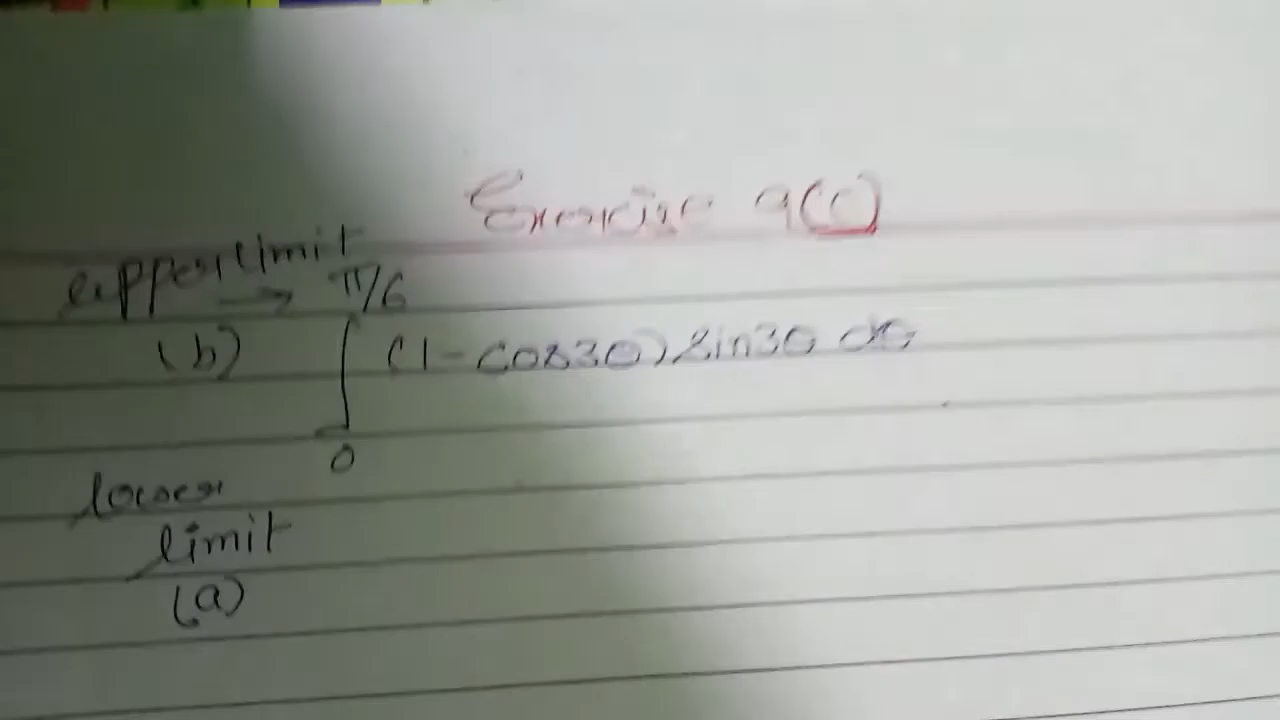 Exercise 9(C)
upper limit
→ π/6
(b) ∫ (1-cos3θ) sin3θ dθ
0
lower
limit
(a)